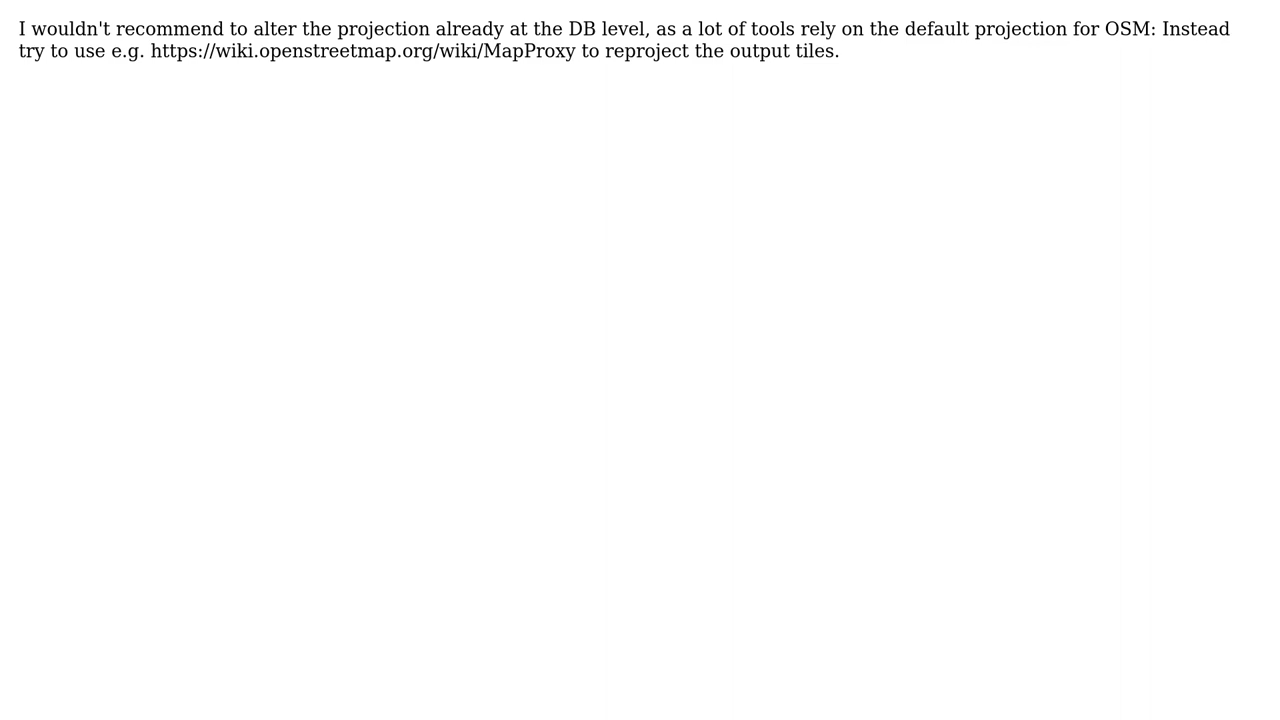 I wouldn't recommend to alter the projection already at the DB level, as a lot of tools rely on the default projection for OSM: Instead
try to use e.g. https://wiki.openstreetmap.org/wiki/MapProxy to reproject the output tiles.